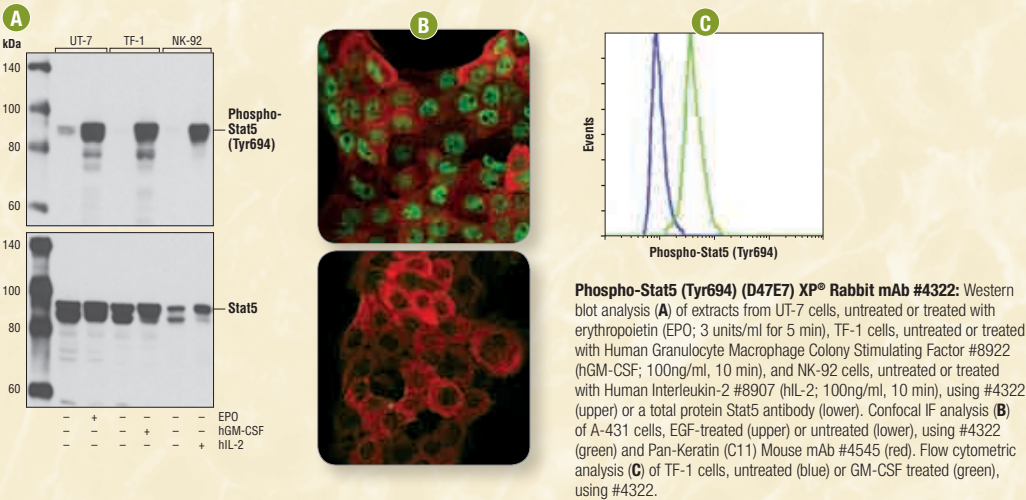 A
kDa
UT-7 TF-1 NK-92
140
100
80
60
Phospho-
Stat5
(Tyr694)
140
100
80
60
Stat5
– + – – – – EPO
– – – + – – hGM-CSF
– – – – – + hIL-2
B
C
Events
Phospho-Stat5 (Tyr694)
Phospho-Stat5 (Tyr694) (D47E7) XP® Rabbit mAb #4322: Western
blot analysis (A) of extracts from UT-7 cells, untreated or treated with
erythropoietin (EPO; 3 units/ml for 5 min), TF-1 cells, untreated or treated
with Human Granulocyte Macrophage Colony Stimulating Factor #8922
(hGM-CSF; 100ng/ml, 10 min), and NK-92 cells, untreated or treated
with Human Interleukin-2 #8907 (hIL-2; 100ng/ml, 10 min), using #4322
(upper) or a total protein Stat5 antibody (lower). Confocal IF analysis (B)
of A-431 cells, EGF-treated (upper) or untreated (lower), using #4322
(green) and Pan-Keratin (C11) Mouse mAb #4545 (red). Flow cytometric
analysis (C) of TF-1 cells, untreated (blue) or GM-CSF treated (green),
using #4322.